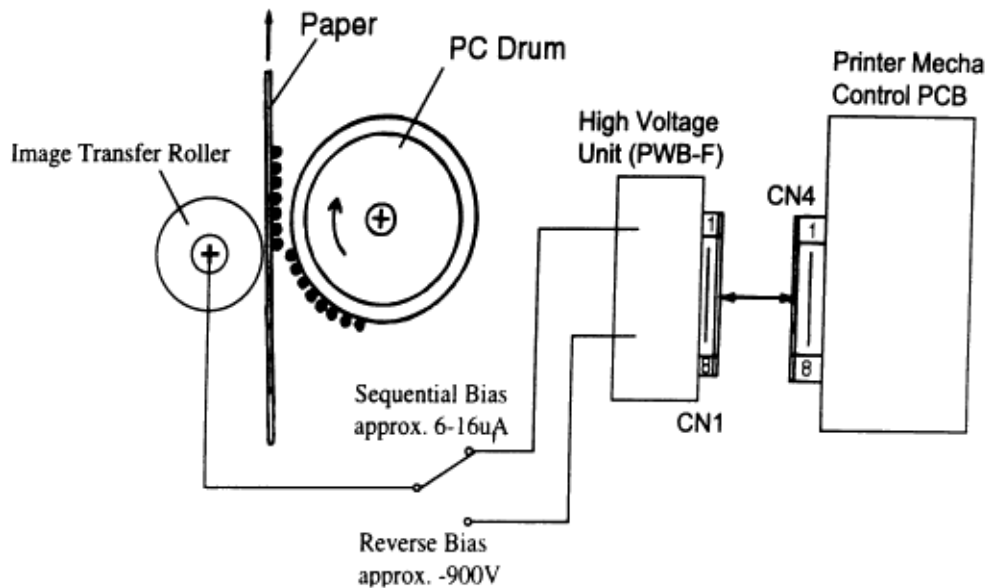 Paper
PC Drum
Image Transfer Roller
Printer Mecha
Control PCB
High Voltage
Unit (PWB-F)
CN4
1
1
8
8
CN1
Sequential Bias
approx. 6-16uA
Reverse Bias
approx. -900V